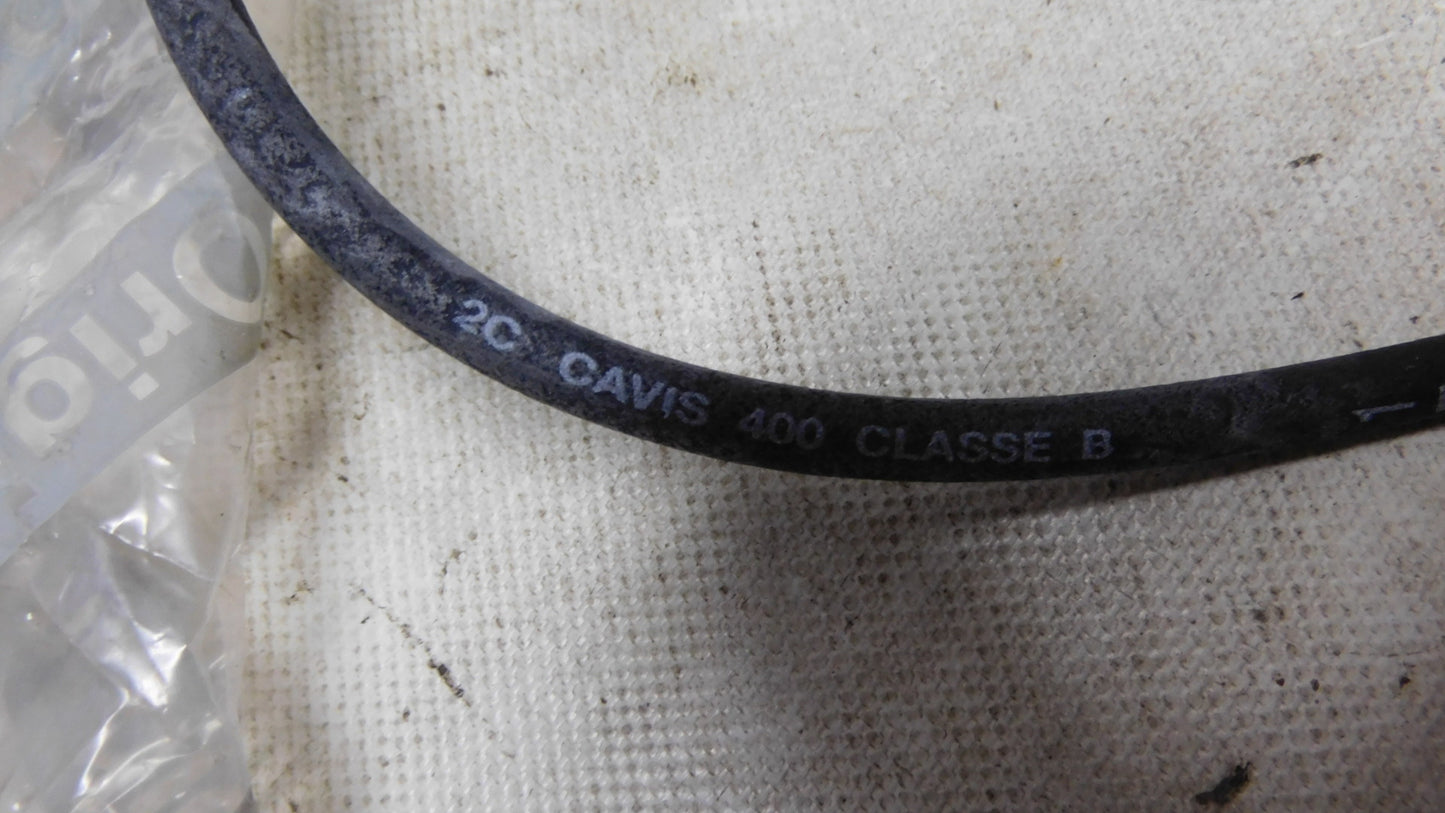 2C CAVIS 400 CLASSE B
Orig